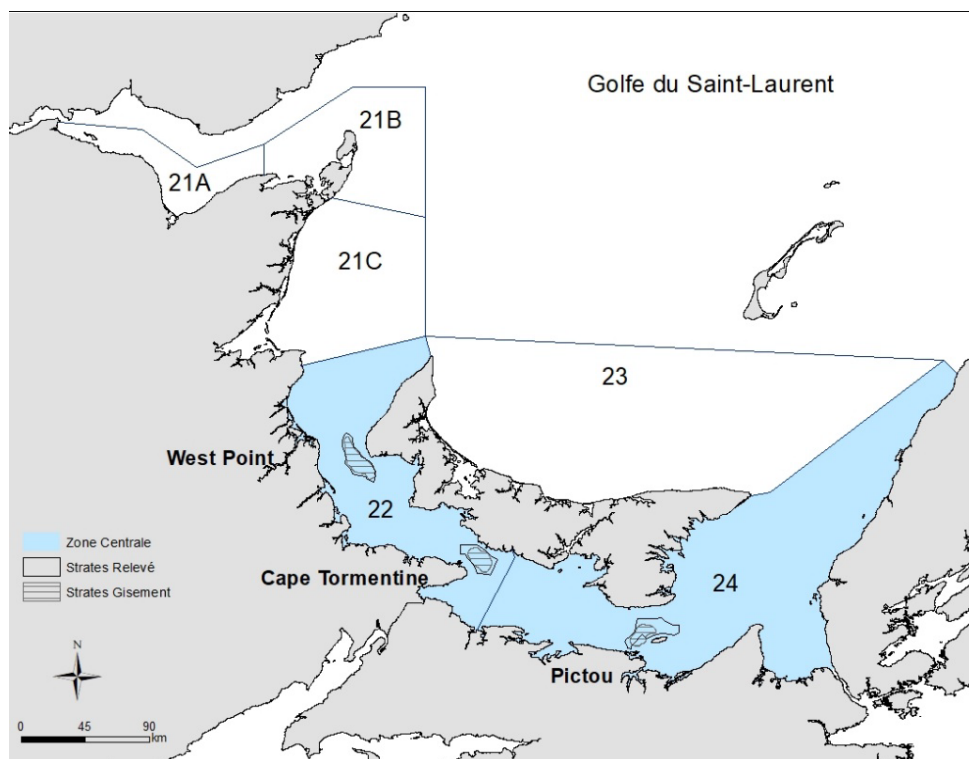 Golfe du Saint-Laurent
21B
21A
21C
23
West Point
22
Zone Centrale
Strates Relevé
Strates Gisement
Cape Tormentine
24
Pictou
N
0 45 90
km